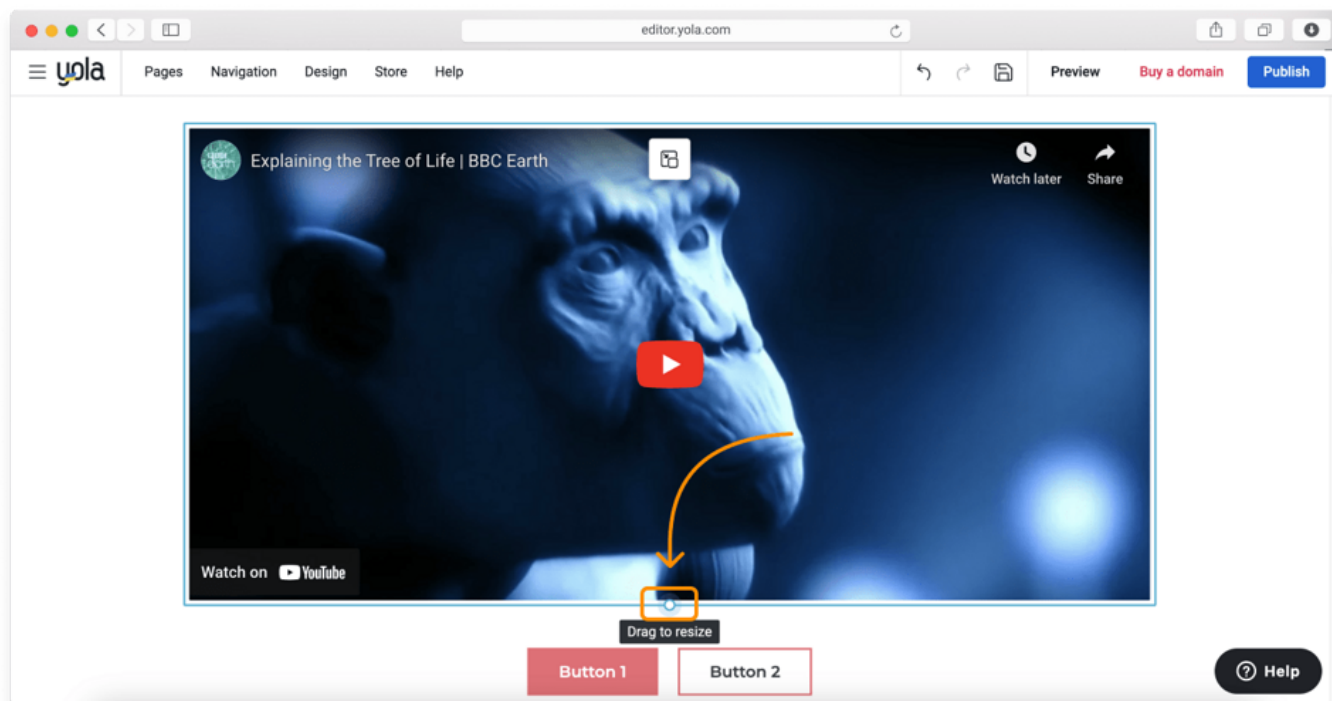 editor.yola.com
yola Pages Navigation Design Store Help Preview Buy a domain Publish
Explaining the Tree of Life | BBC Earth
Watch later Share
Watch on YouTube
Drag to resize
Button 1 Button 2
Help